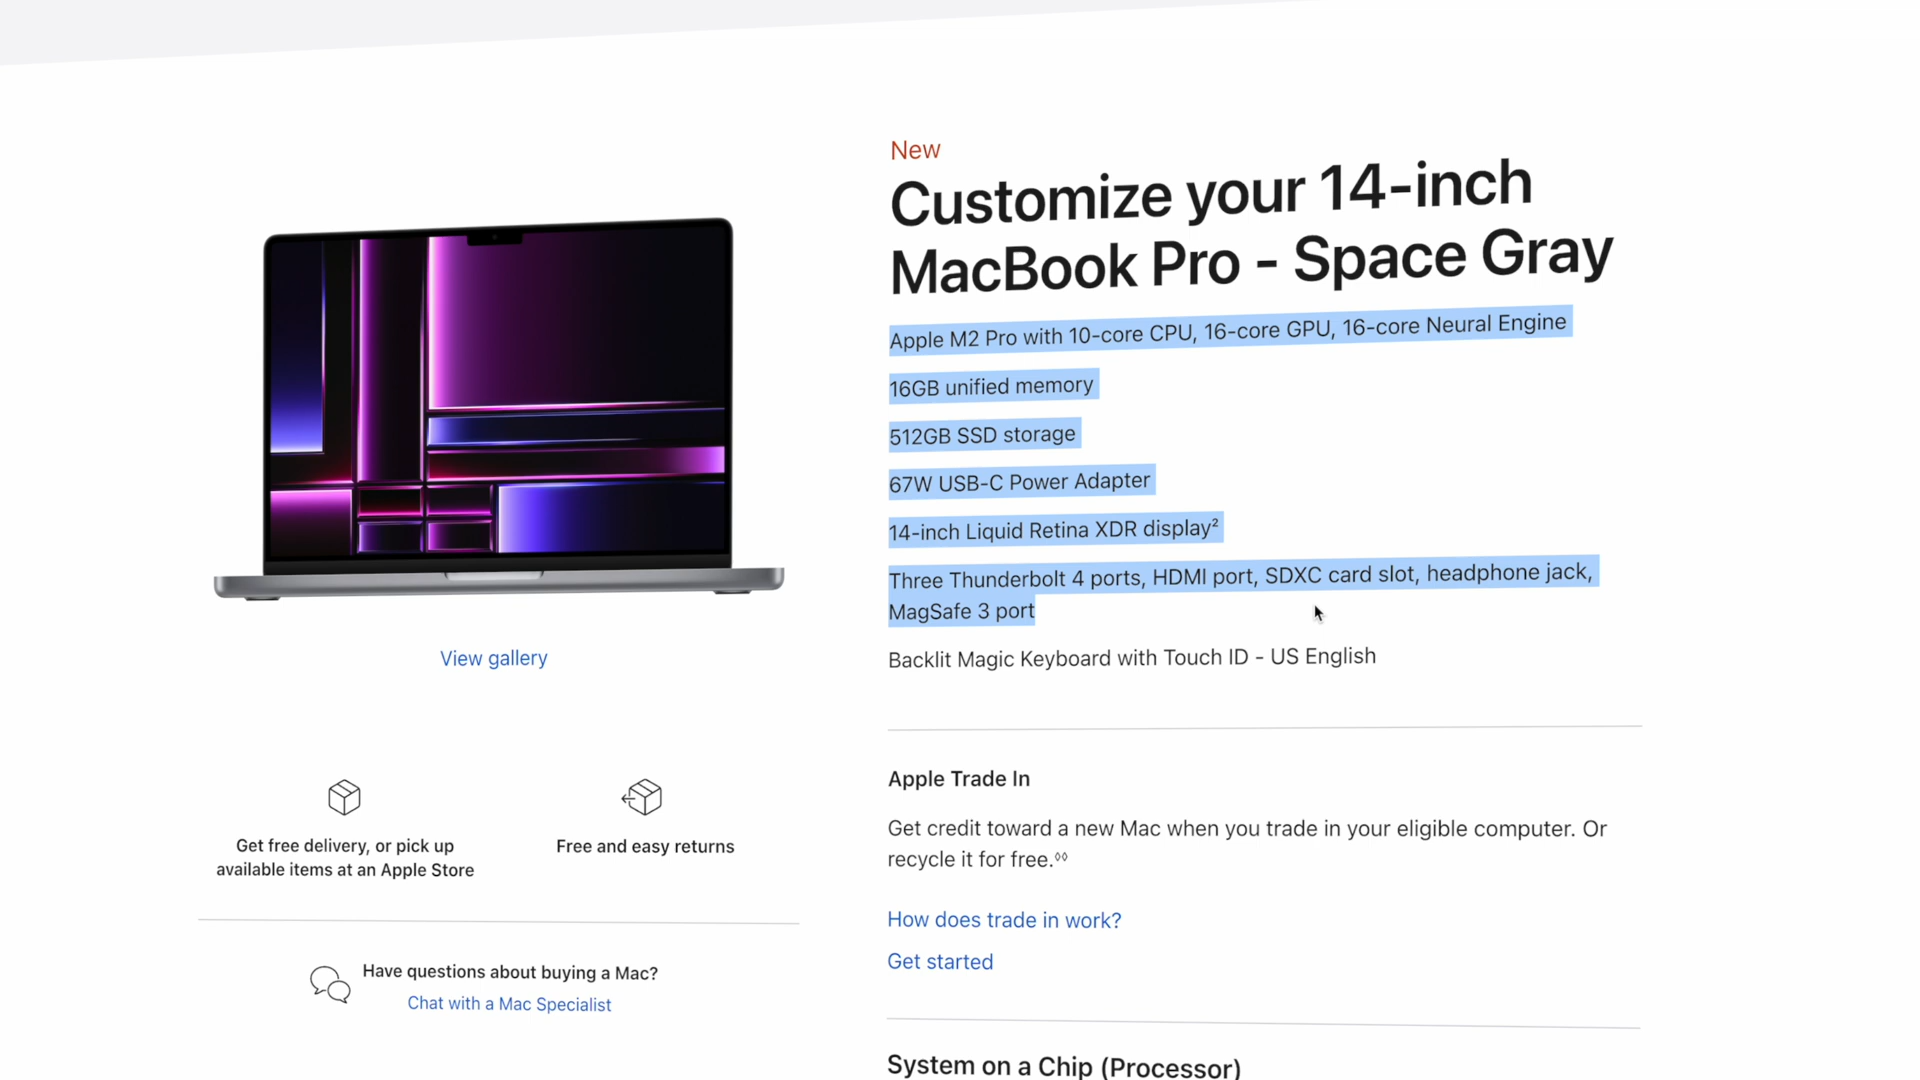 New
Customize your 14-inch
MacBook Pro - Space Gray
Apple M2 Pro with 10-core CPU, 16-core GPU, 16-core Neural Engine
16GB unified memory
512GB SSD storage
67W USB-C Power Adapter
14-inch Liquid Retina XDR display²
Three Thunderbolt 4 ports, HDMI port, SDXC card slot, headphone jack,
MagSafe 3 port
Backlit Magic Keyboard with Touch ID - US English
View gallery
Get free delivery, or pick up
available items at an Apple Store
Free and easy returns
Have questions about buying a Mac?
Chat with a Mac Specialist
Apple Trade In
Get credit toward a new Mac when you trade in your eligible computer. Or
recycle it for free.◊◊
How does trade in work?
Get started
System on a Chip (Processor)